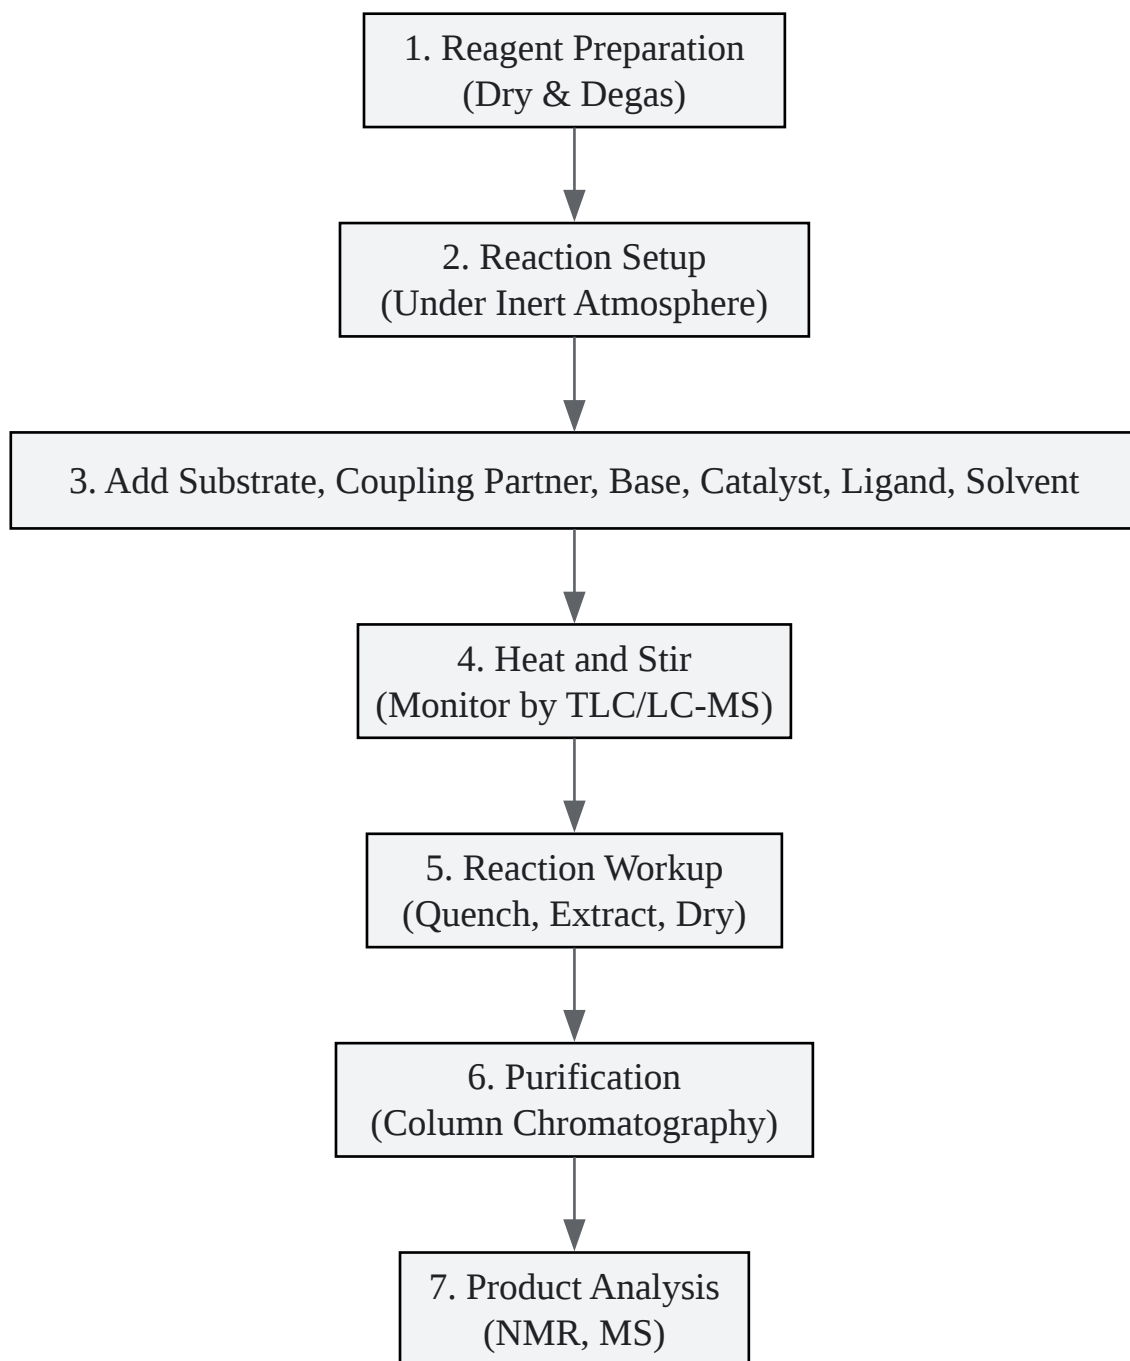 1. Reagent Preparation
(Dry & Degas)
2. Reaction Setup
(Under Inert Atmosphere)
3. Add Substrate, Coupling Partner, Base, Catalyst, Ligand, Solvent
4. Heat and Stir
(Monitor by TLC/LC-MS)
5. Reaction Workup
(Quench, Extract, Dry)
6. Purification
(Column Chromatography)
7. Product Analysis
(NMR, MS)